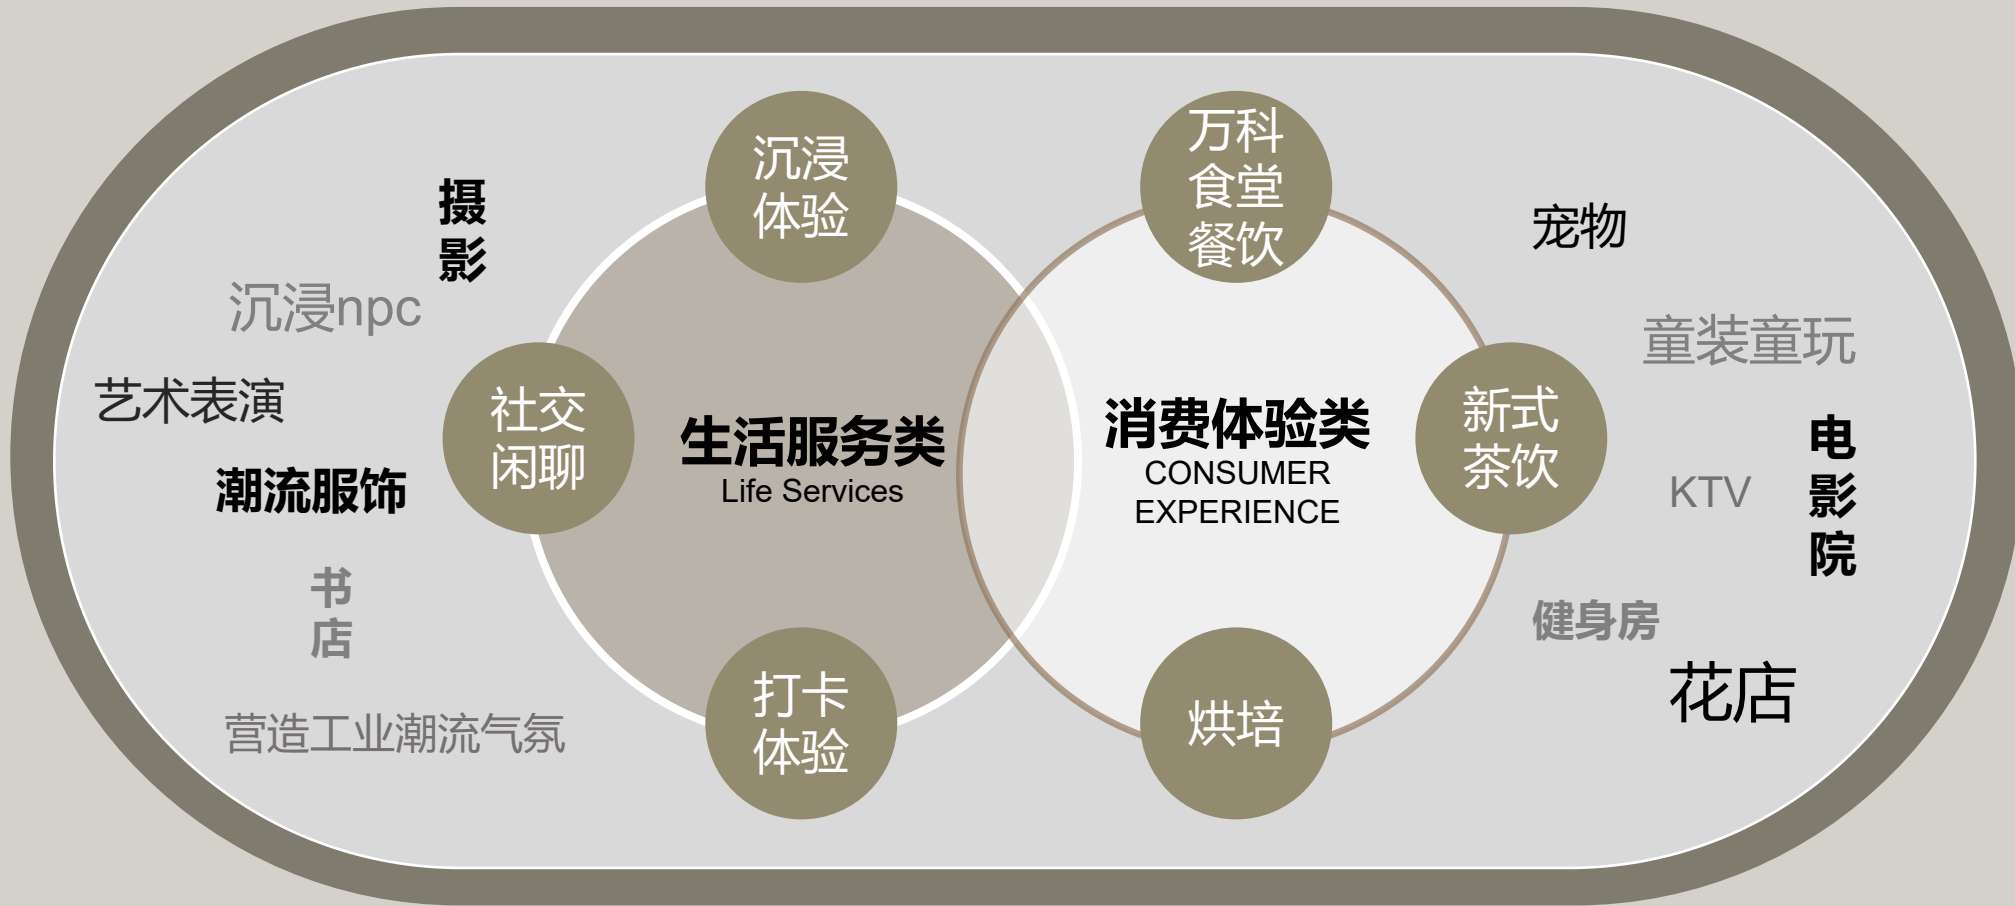 摄
影
沉浸npc
艺术表演
潮流服饰
书
店
营造工业潮流气氛
沉浸
体验
社交
闲聊
打卡
体验
生活服务类
Life Services
万科
食堂
餐饮
消费体验类
CONSUMER
EXPERIENCE
新式
茶饮
烘培
宠物
童装童玩
KTV
电
影
院
健身房
花店